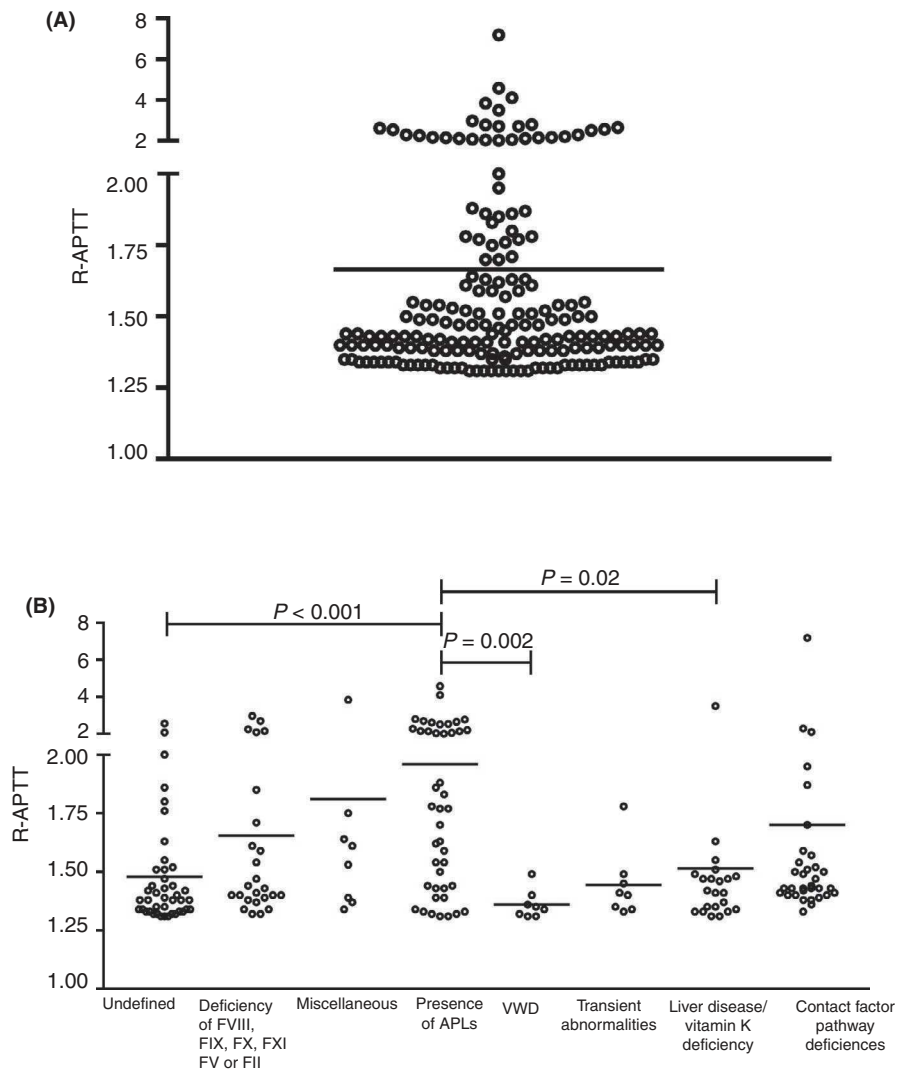 (A)
8
6
4
2
2.00
1.75
1.50
1.25
1.00
R-APTT
(B)
P = 0.02
P < 0.001
P = 0.002
8
6
4
2
2.00
1.75
1.50
1.25
1.00
R-APTT
Undefined
Deficiency
of FVIII,
FIX, FX, FXI
FV or FII
Miscellaneous
Presence
of APLs
VWD
Transient
abnormalities
Liver disease/
vitamin K
deficiency
Contact factor
pathway
deficiences